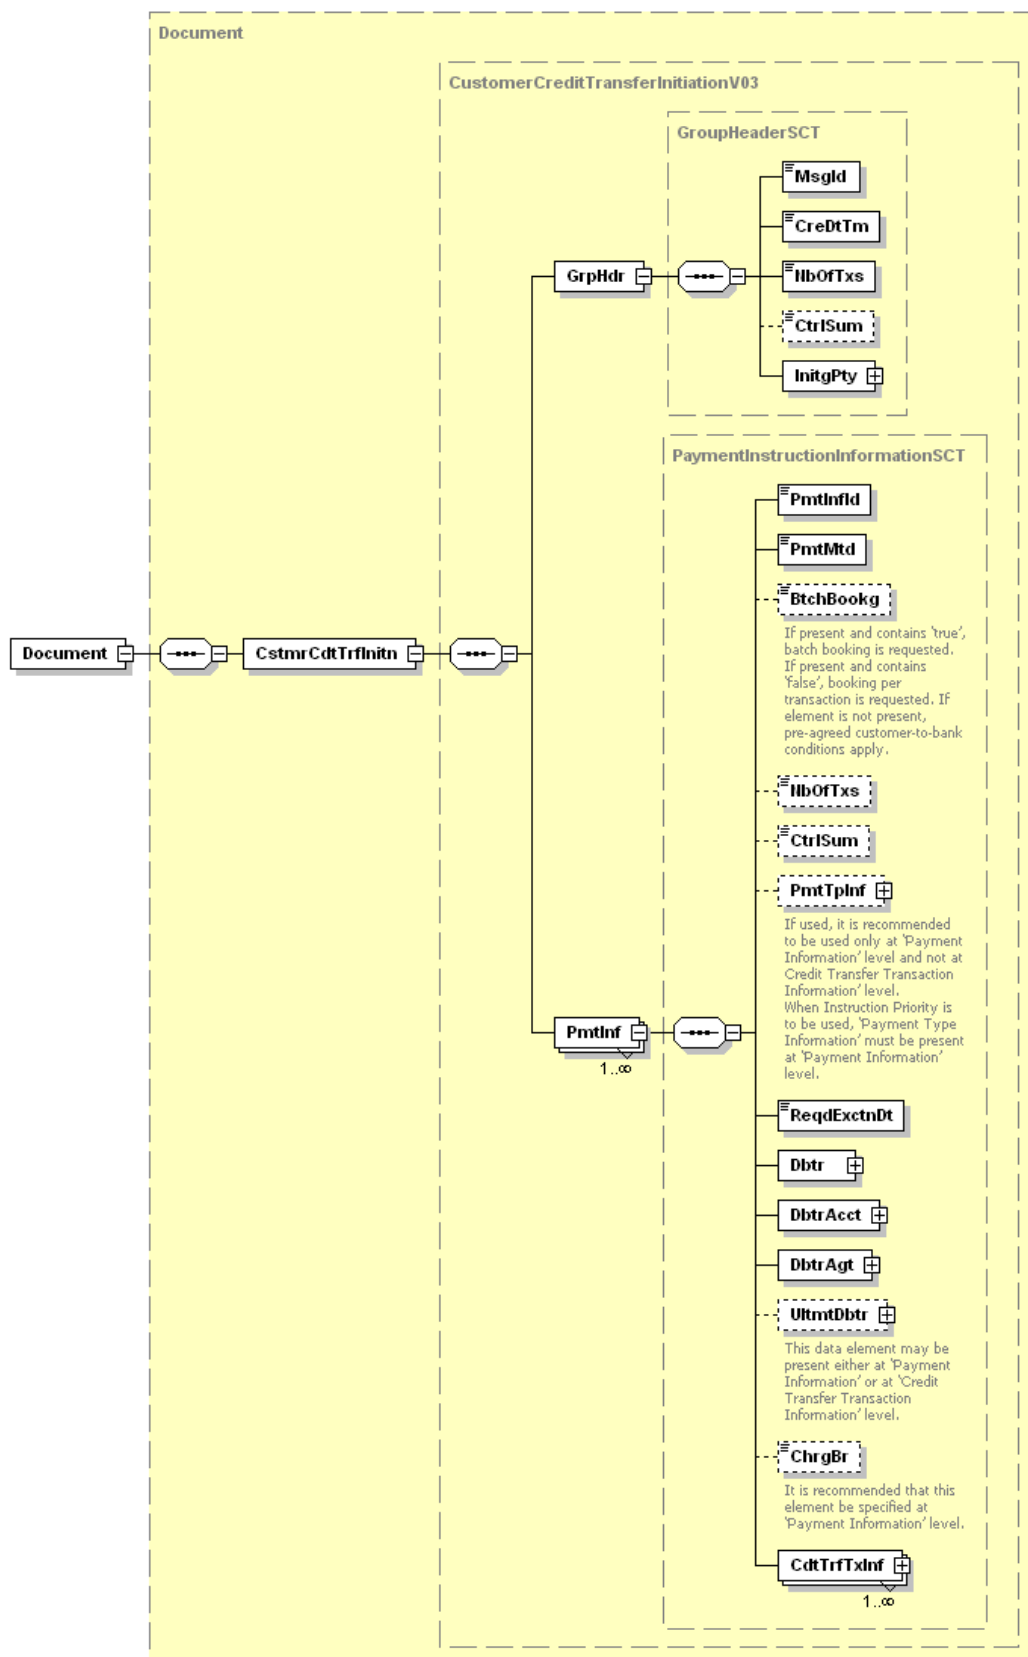 Document
CustomerCreditTransferInitiationV03
GroupHeaderSCT
MsgId
CreDtTm
GrpHdr
NbOfTxs
CtrlSum
InitgPty
PaymentInstructionInformationSCT
PmtInfId
PmtMtd
BtchBookg
If present and contains 'true',
batch booking is requested.
If present and contains
'false', booking per
transaction is requested. If
element is not present,
pre-agreed customer-to-bank
conditions apply.
Document
CstmrCdtTrfInitn
NbOfTxs
CtrlSum
PmtTpInf
If used, it is recommended
to be used only at 'Payment
Information' level and not at
Credit Transfer Transaction
Information' level.
When Instruction Priority is
to be used, 'Payment Type
Information' must be present
at 'Payment Information'
level.
PmtInf
1..∞
ReqdExctnDt
Dbtr
DbtrAcct
DbtrAgt
UltmtDbtr
This data element may be
present either at 'Payment
Information' or at 'Credit
Transfer Transaction
Information' level.
ChrgBr
It is recommended that this
element be specified at
'Payment Information' level.
CdtTrfTxInf
1..∞